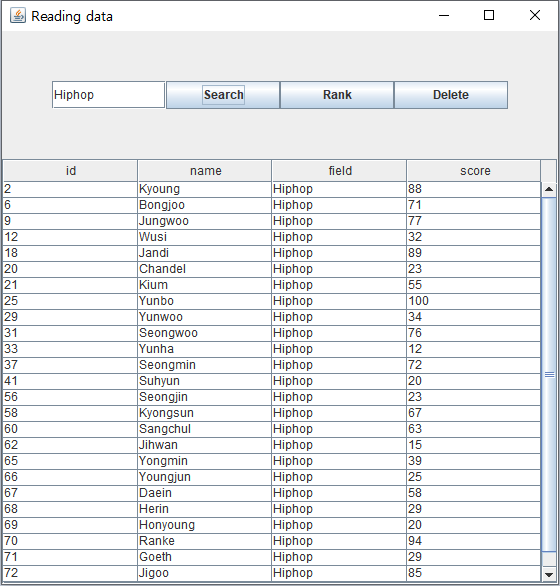 Reading data
Hiphop Search Rank Delete
id name field score
2 Kyoung Hiphop 88
6 Bongjoo Hiphop 71
9 Jungwoo Hiphop 77
12 Wusi Hiphop 32
18 Jandi Hiphop 89
20 Chandel Hiphop 23
21 Kium Hiphop 55
25 Yunbo Hiphop 100
29 Yunwoo Hiphop 34
31 Seongwoo Hiphop 76
33 Yunha Hiphop 12
37 Seongmin Hiphop 72
41 Suhyun Hiphop 20
56 Seongjin Hiphop 23
58 Kyongsun Hiphop 67
60 Sangchul Hiphop 63
62 Jihwan Hiphop 15
65 Yongmin Hiphop 39
66 Youngjun Hiphop 25
67 Daein Hiphop 58
68 Herin Hiphop 29
69 Honyoung Hiphop 20
70 Ranke Hiphop 94
71 Goeth Hiphop 29
72 Jigoo Hiphop 85